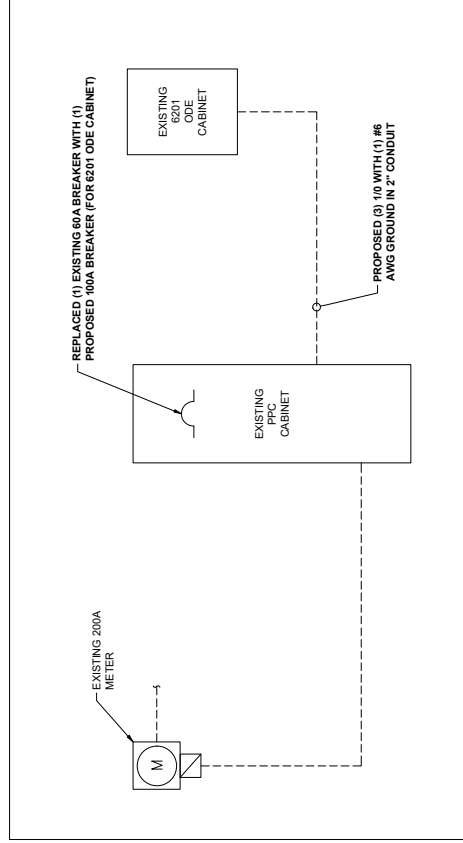 EXISTING 200A
METER
M
REPLACED (1) EXISTING 60A BREAKER WITH (1)
PROPOSED 100A BREAKER (FOR 6201 ODE CABINET)
EXISTING
PPC
CABINET
EXISTING
6201
ODE
CABINET
PROPOSED (3) 1/0 WITH (1) #6
AWG GROUND IN 2" CONDUIT